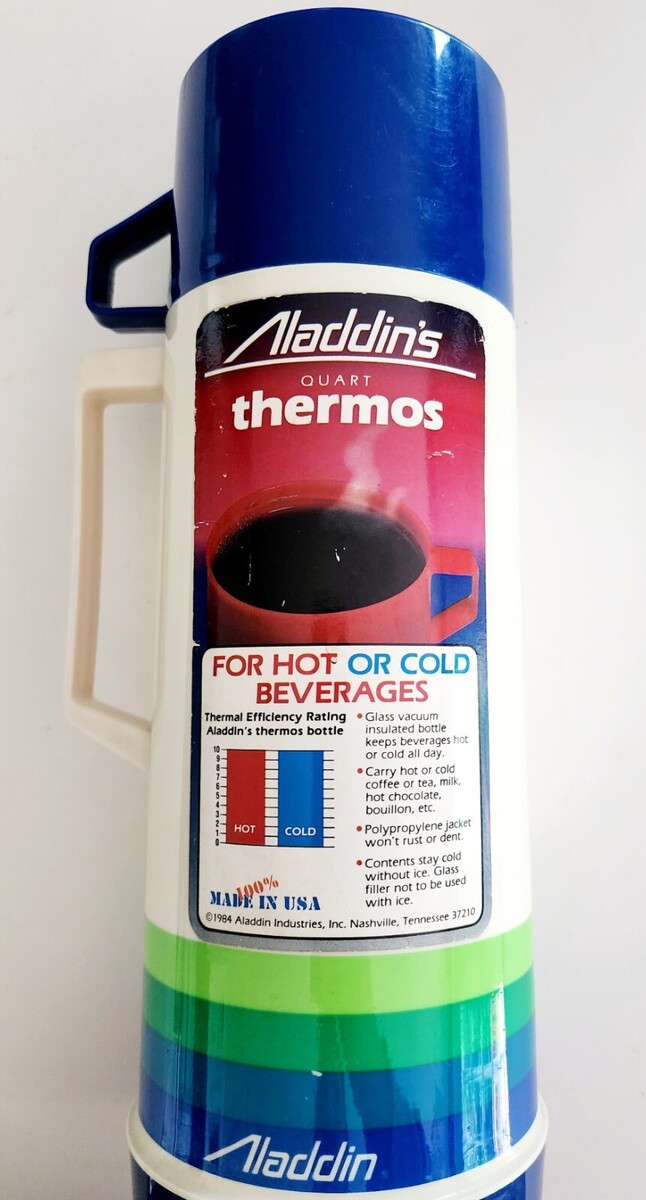 Aladdin's
QUART
thermos
FOR HOT OR COLD
BEVERAGES
Thermal Efficiency Rating
Aladdin's thermos bottle
10
9
8
7
6
5
4
3
2
1
0
HOT
COLD
• Glass vacuum
insulated bottle
keeps beverages hot
or cold all day.
• Carry hot or cold
coffee or tea, milk,
hot chocolate,
bouillon, etc.
• Polypropylene jacket
won't rust or dent.
• Contents stay cold
without ice. Glass
filler not to be used
with ice.
100%
MADE IN USA
©1984 Aladdin Industries, Inc. Nashville, Tennessee 37210
Aladdin